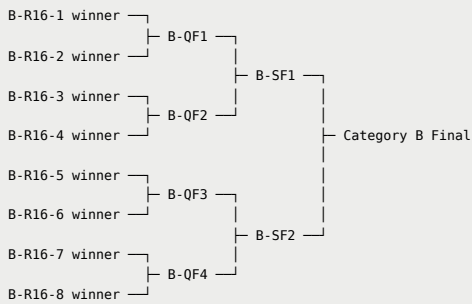 B-R16-1 winner
B-QF1
B-R16-2 winner
B-SF1
B-R16-3 winner
B-QF2
B-R16-4 winner
Category B Final
B-R16-5 winner
B-QF3
B-R16-6 winner
B-SF2
B-R16-7 winner
B-QF4
B-R16-8 winner